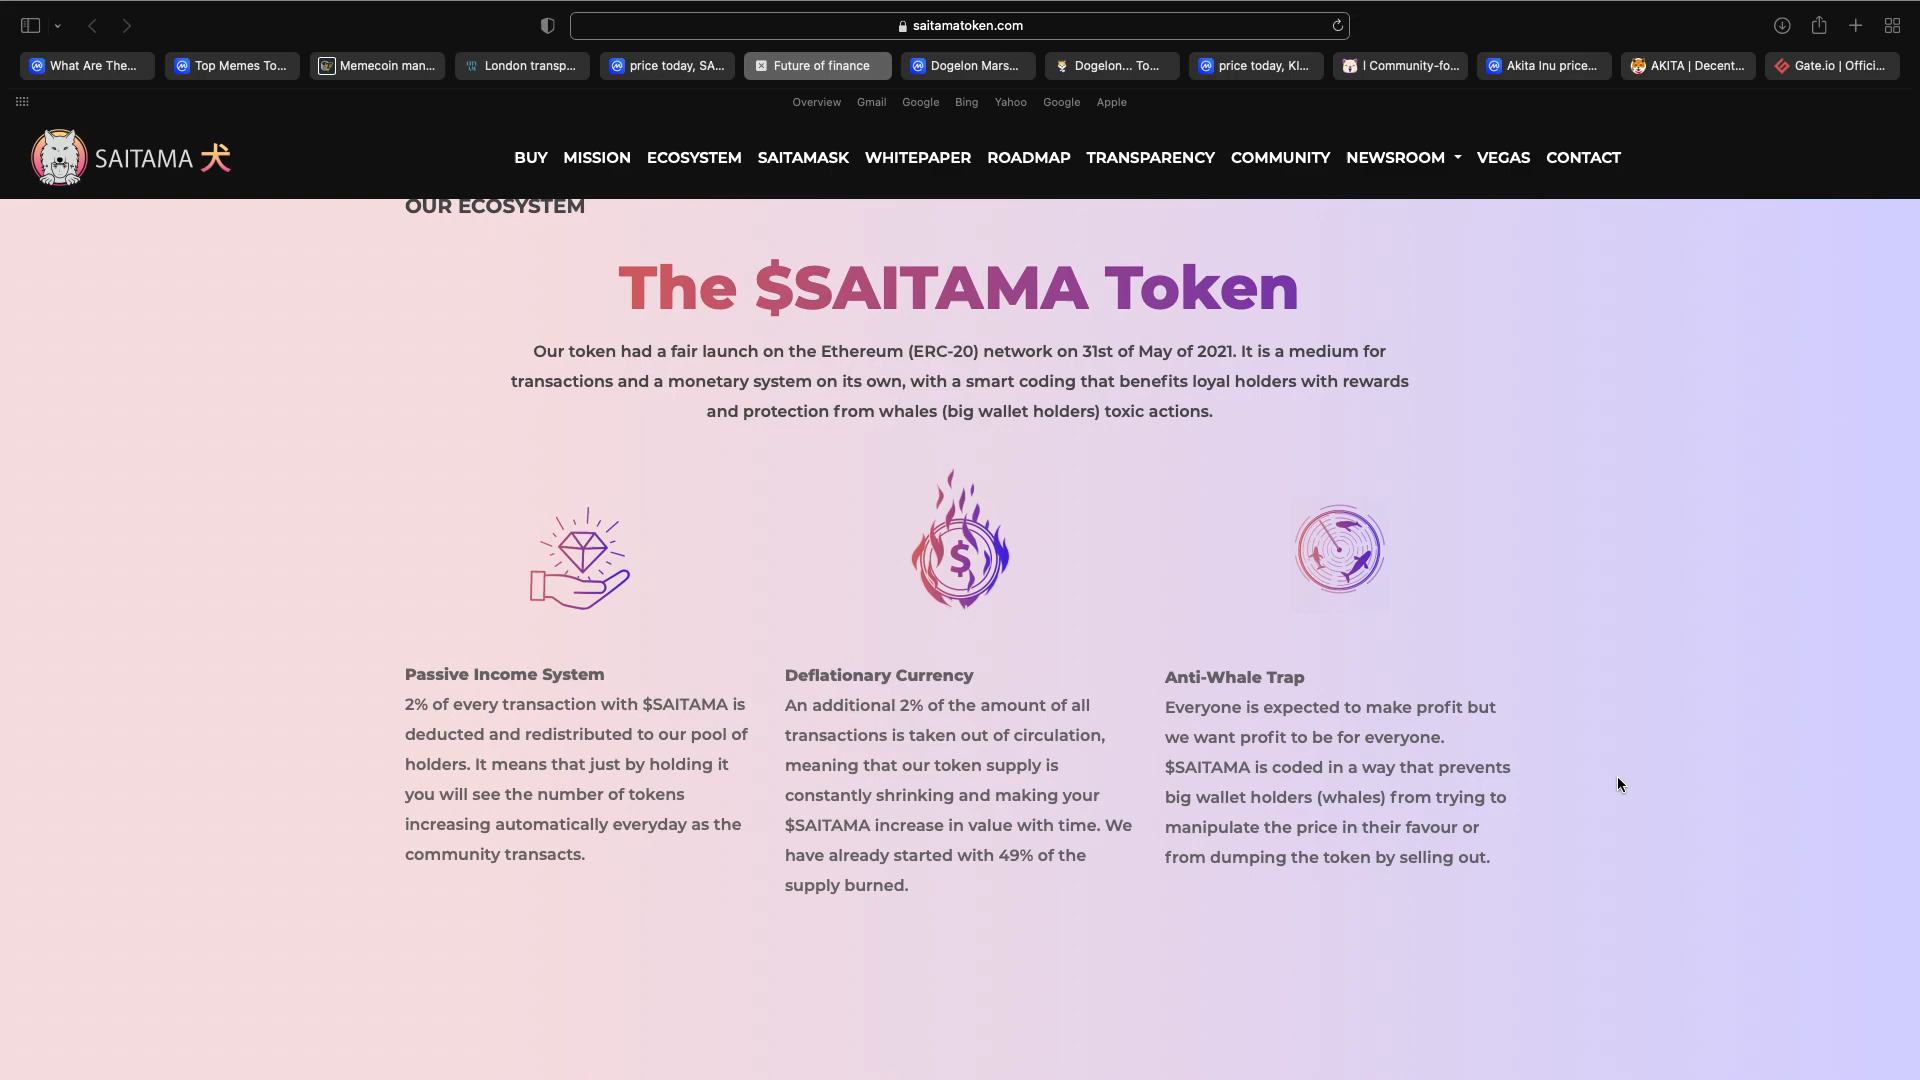 saitamatoken.com
What Are The...
Top Memes To...
Memecoin man...
London transp...
price today, SA...
Future of finance
Dogelon Mars...
Dogelon... To...
price today, KI...
l Community-fo...
Akita Inu price...
AKITA | Decent...
Gate.io | Offici...
Overview Gmail Google Bing Yahoo Google Apple
SAITAMA 犬
BUY MISSION ECOSYSTEM SAITAMASK WHITEPAPER ROADMAP TRANSPARENCY COMMUNITY NEWSROOM VEGAS CONTACT
OUR ECOSYSTEM
The $SAITAMA Token
Our token had a fair launch on the Ethereum (ERC-20) network on 31st of May of 2021. It is a medium for
transactions and a monetary system on its own, with a smart coding that benefits loyal holders with rewards
and protection from whales (big wallet holders) toxic actions.
$
Passive Income System
2% of every transaction with $SAITAMA is
deducted and redistributed to our pool of
holders. It means that just by holding it
you will see the number of tokens
increasing automatically everyday as the
community transacts.
Deflationary Currency
An additional 2% of the amount of all
transactions is taken out of circulation,
meaning that our token supply is
constantly shrinking and making your
$SAITAMA increase in value with time. We
have already started with 49% of the
supply burned.
Anti-Whale Trap
Everyone is expected to make profit but
we want profit to be for everyone.
$SAITAMA is coded in a way that prevents
big wallet holders (whales) from trying to
manipulate the price in their favour or
from dumping the token by selling out.